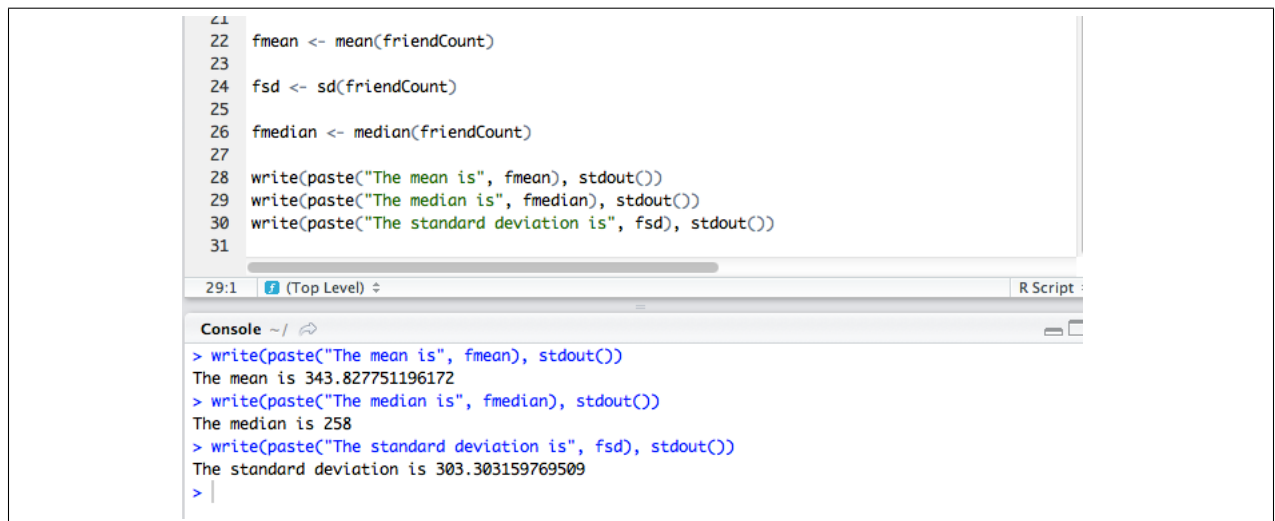 21
22 fmean <- mean(friendCount)
23
24 fsd <- sd(friendCount)
25
26 fmedian <- median(friendCount)
27
28 write(paste("The mean is", fmean), stdout())
29 write(paste("The median is", fmedian), stdout())
30 write(paste("The standard deviation is", fsd), stdout())
31
29:1 (Top Level) R Script
Console ~/
> write(paste("The mean is", fmean), stdout())
The mean is 343.827751196172
> write(paste("The median is", fmedian), stdout())
The median is 258
> write(paste("The standard deviation is", fsd), stdout())
The standard deviation is 303.303159769509
>